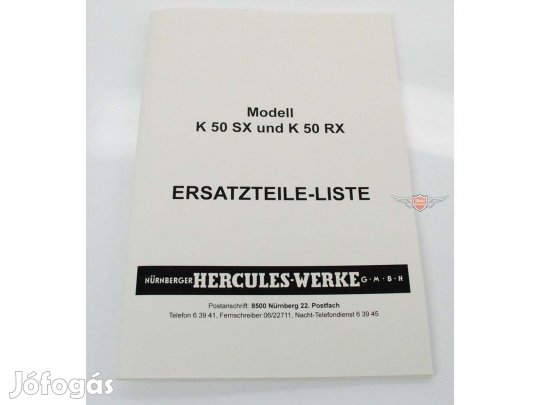 Modell
K 50 SX und K 50 RX
ERSATZTEILE-LISTE
NÜRNBERGER HERCULES-WERKE G·M·B·H
Postanschrift: 8500 Nürnberg 22. Postfach
Telefon 6 39 41, Fernschreiber 06/22711, Nacht-Telefondienst 6 39 45
Jófogás